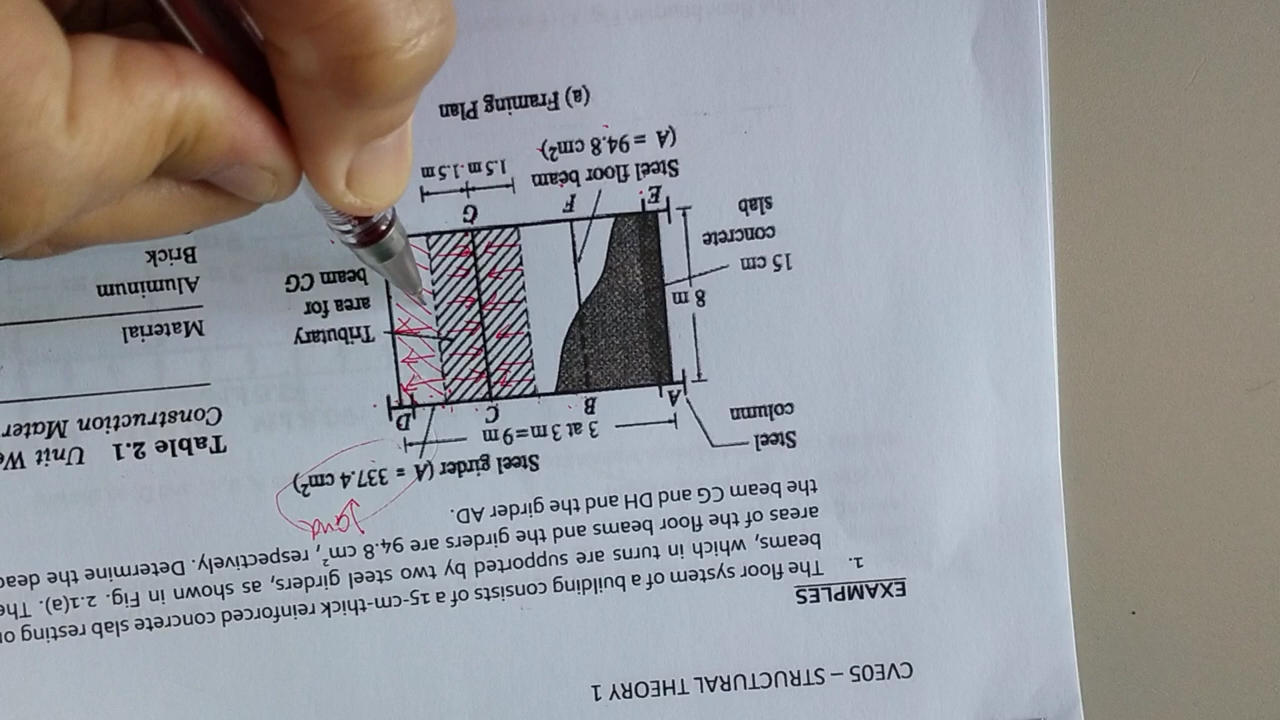 CVE05 – STRUCTURAL THEORY 1
EXAMPLES
1. The floor system of a building consists of a 15-cm-thick reinforced concrete slab resting
beams, which in turns are supported by two steel girders, as shown in Fig. 2.1(a).
areas of the floor beams and the girders are 94.8 cm², respectively. Determine the
the beam CG and DH and the girder AD.
Steel girder (A = 337.4 cm²)
Steel
column
3 at 3 m=9 m
A
B
C
D
8 m
15 cm
concrete
slab
Tributary
area for
beam CG
E
F
G
Steel floor beam
(A = 94.8 cm²)
1.5 m 1.5 m
(a) Framing Plan
Table 2.1 Unit
Construction
Material
Aluminum
Brick